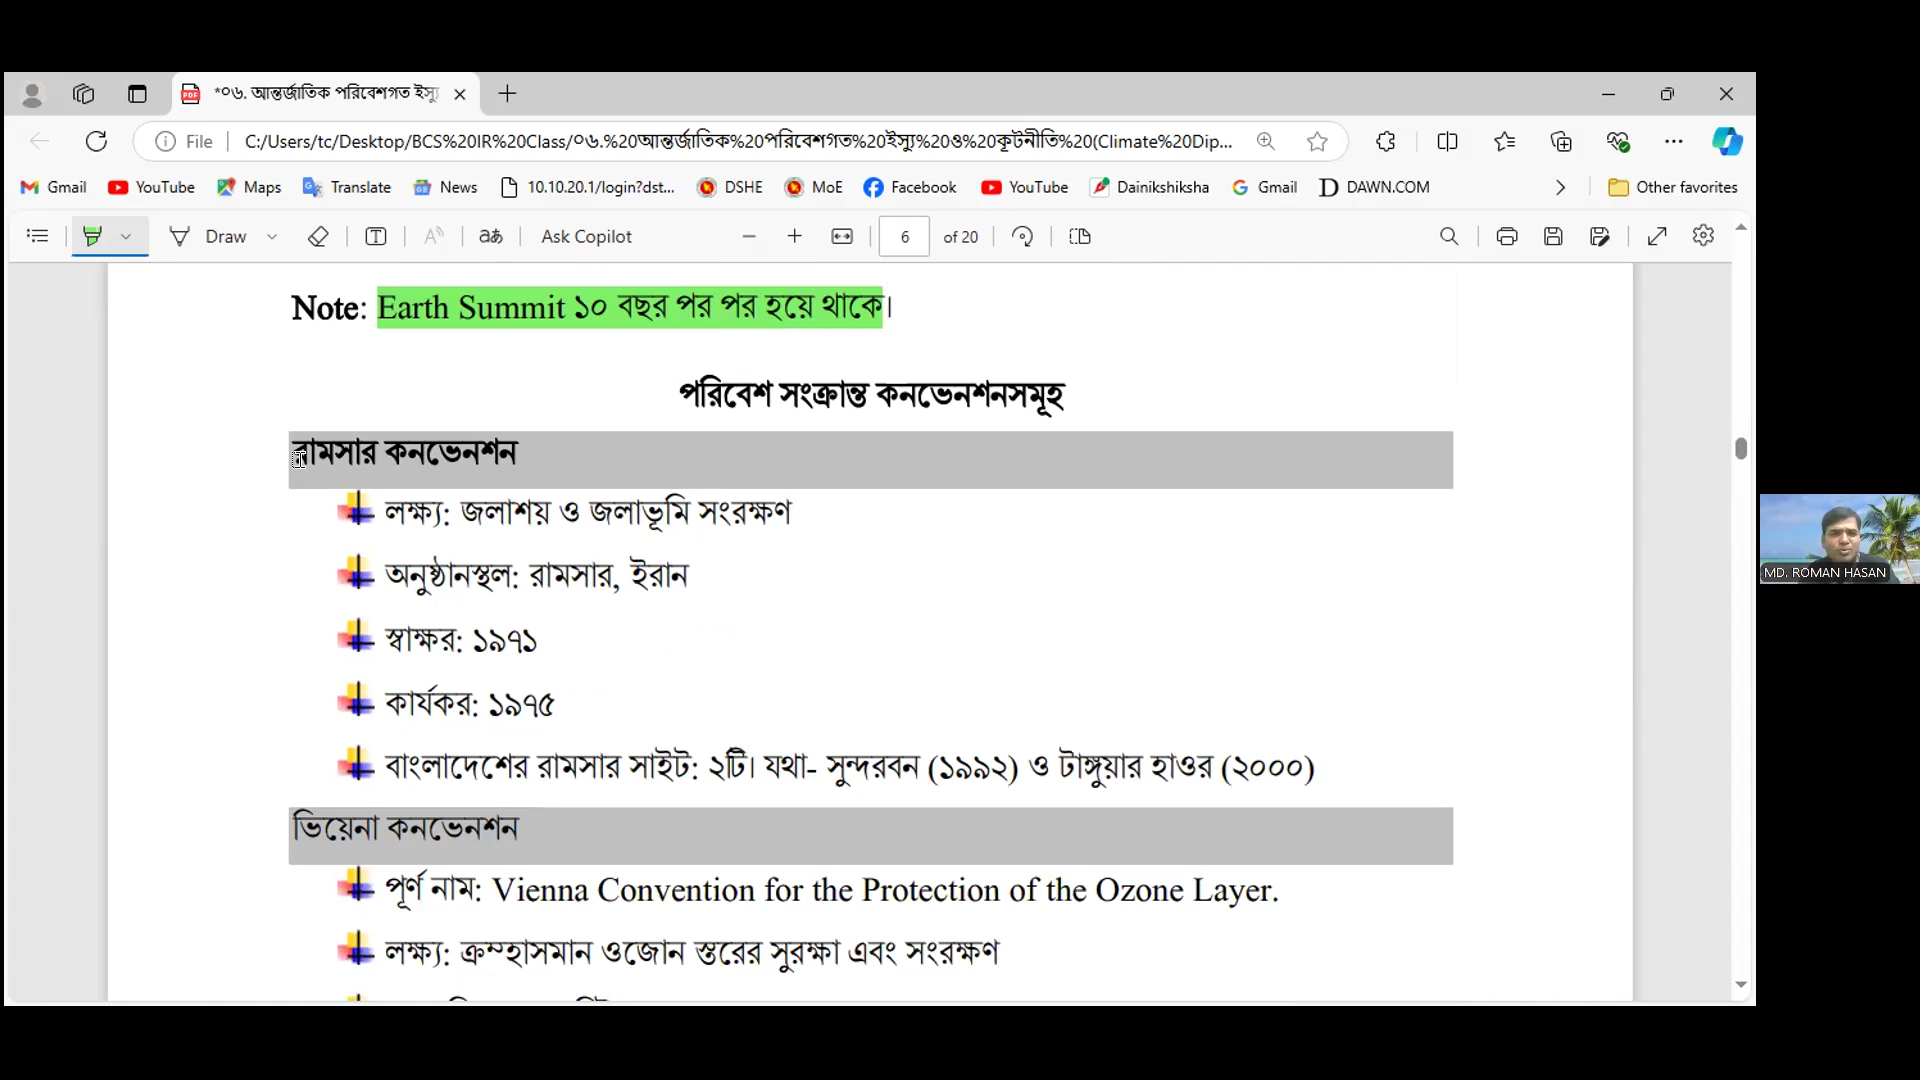 *০৬. আন্তর্জাতিক পরিবেশগত ইস্যু
File C:/Users/tc/Desktop/BCS%20IR%20Class/০৬.%20আন্তর্জাতিক%20পরিবেশগত%20ইস্যু%20ও%20কূটনীতি%20(Climate%20Dip...
Gmail YouTube Maps Translate News 10.10.20.1/login?dst... DSHE MoE Facebook YouTube Dainikshiksha Gmail DAWN.COM Other favorites
Draw Ask Copilot 6 of 20
Note: Earth Summit ১০ বছর পর পর হয়ে থাকে।
পরিবেশ সংক্রান্ত কনভেনশনসমূহ
রামসার কনভেনশন
লক্ষ্য: জলাশয় ও জলাভূমি সংরক্ষণ
অনুষ্ঠানস্থল: রামসার, ইরান
স্বাক্ষর: ১৯৭১
কার্যকর: ১৯৭৫
বাংলাদেশের রামসার সাইট: ২টি। যথা- সুন্দরবন (১৯৯২) ও টাঙ্গুয়ার হাওর (২০০০)
ভিয়েনা কনভেনশন
পূর্ণ নাম: Vienna Convention for the Protection of the Ozone Layer.
লক্ষ্য: ক্রম্হাসমান ওজোন স্তরের সুরক্ষা এবং সংরক্ষণ
MD. ROMAN HASAN